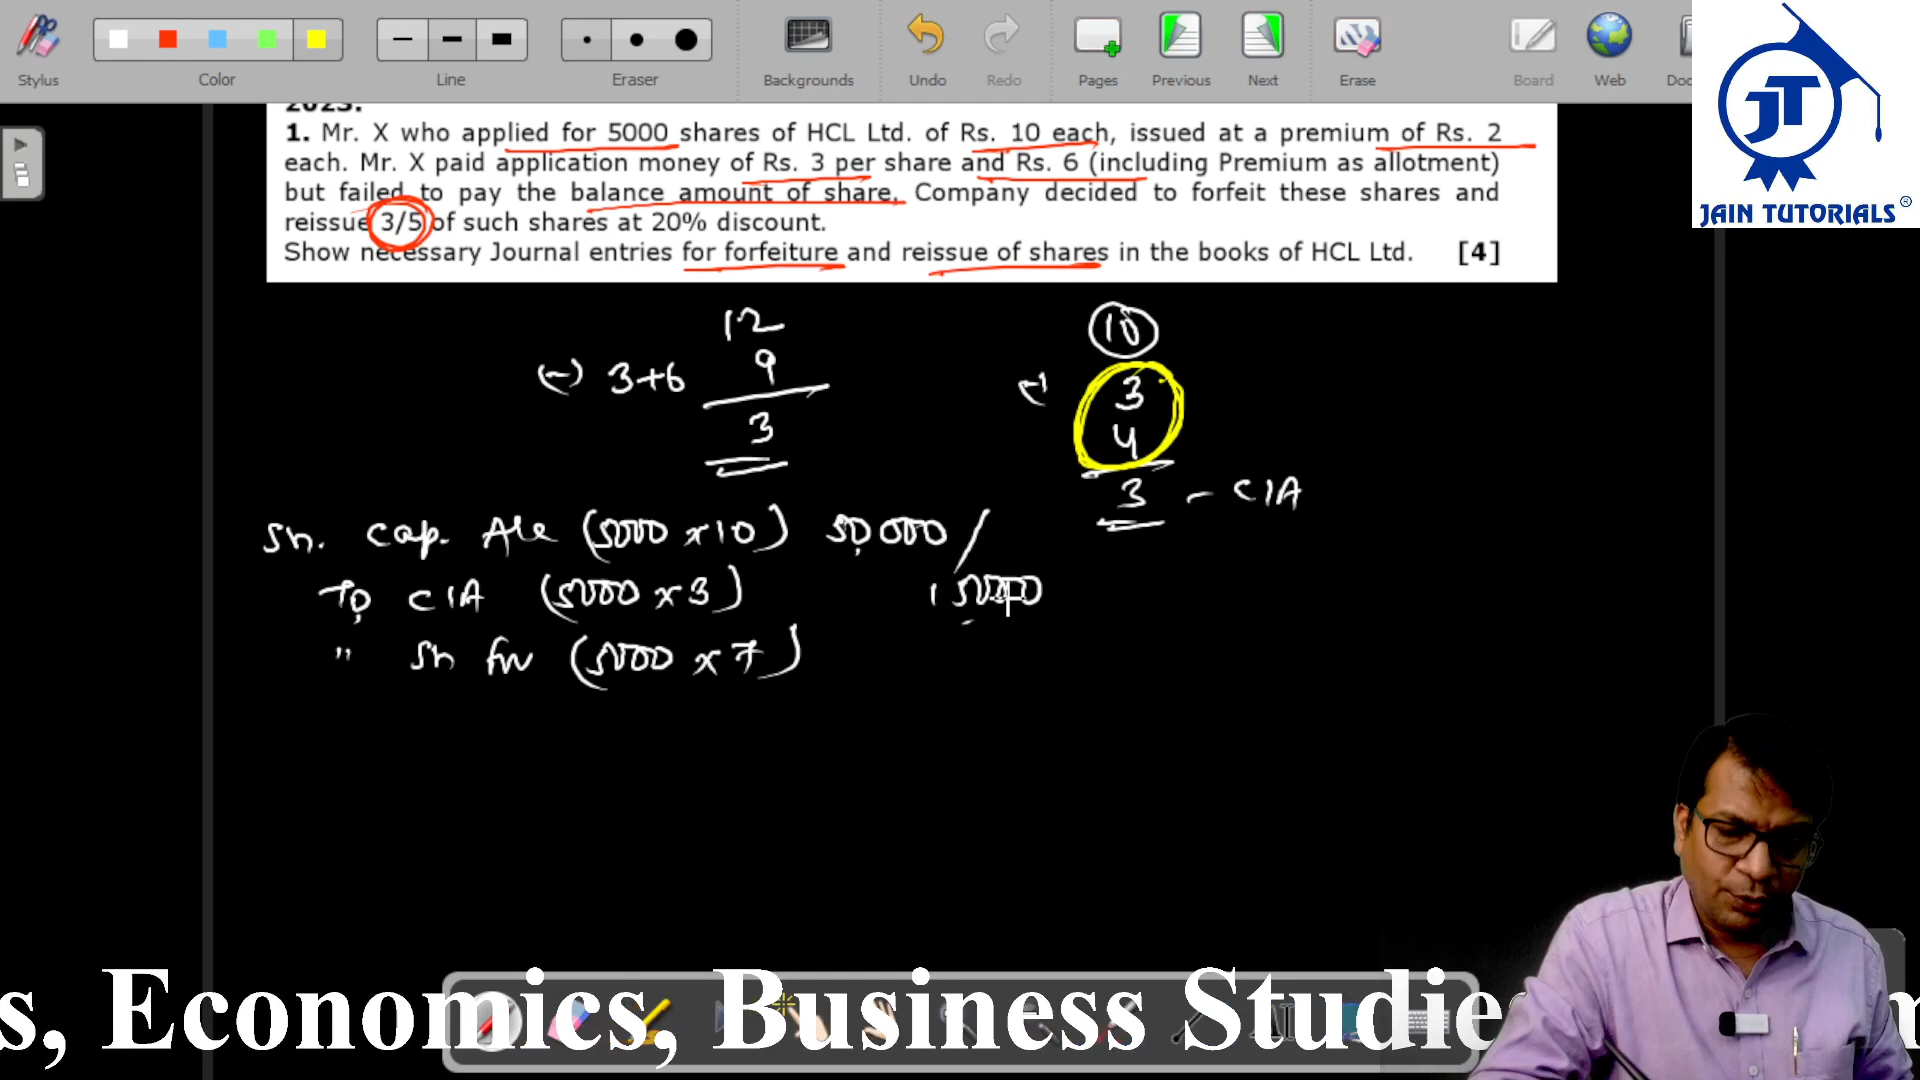 Stylus
Color
Line
Eraser
Backgrounds
Undo
Redo
Pages
Previous
Next
Erase
Board
Web
Doc
JT
JAIN TUTORIALS®
2023.
1. Mr. X who applied for 5000 shares of HCL Ltd. of Rs. 10 each, issued at a premium of Rs. 2
each. Mr. X paid application money of Rs. 3 per share and Rs. 6 (including Premium as allotment)
but failed to pay the balance amount of share. Company decided to forfeit these shares and
reissue 3/5 of such shares at 20% discount.
Show necessary Journal entries for forfeiture and reissue of shares in the books of HCL Ltd. [4]
12
(-) 3+6 9
3
10
(-) 3
4
3 - CIA
Sh. Cap. A/c (5000 x 10) 50,000 /
To CIA (5000 x 3) 15000
" Sh for (5000 x 7)
s, Economics, Business Studie